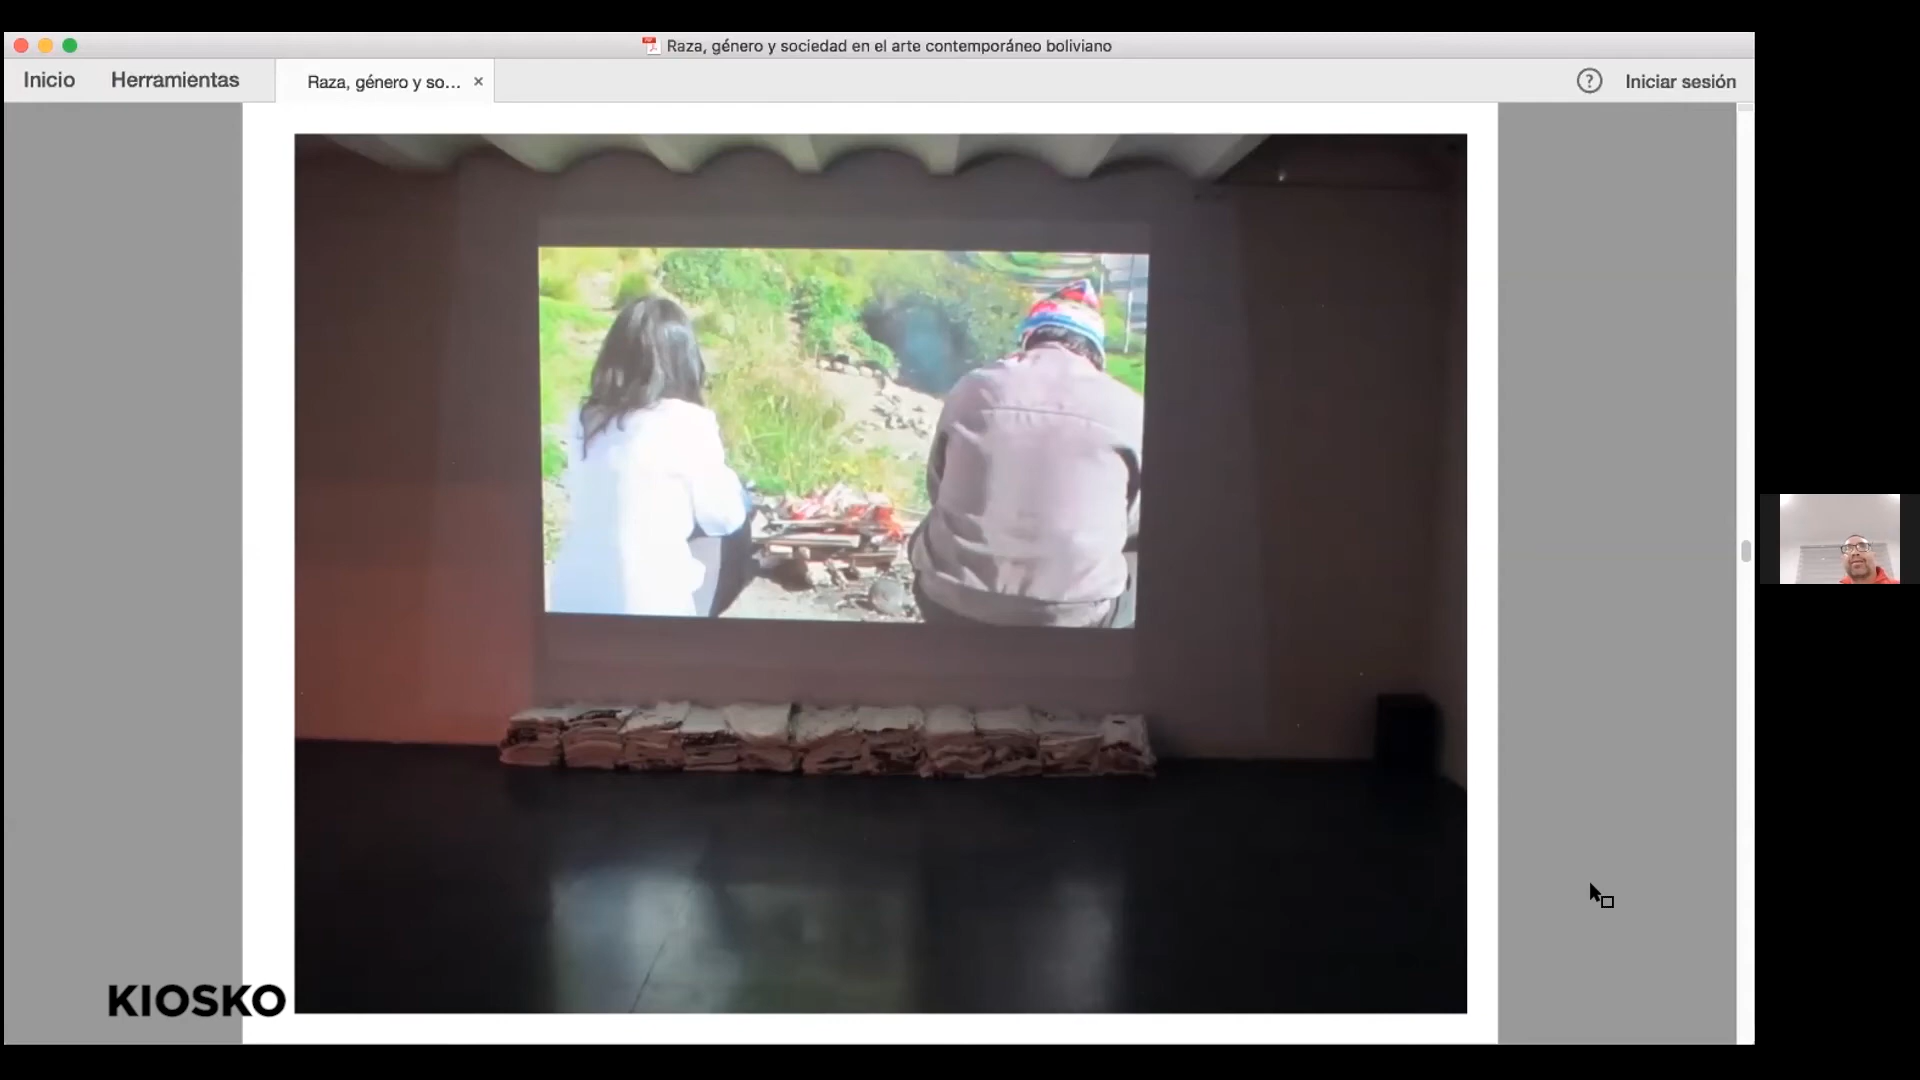 Raza, género y sociedad en el arte contemporáneo boliviano
Inicio Herramientas Raza, género y so... × ? Iniciar sesión
KIOSKO